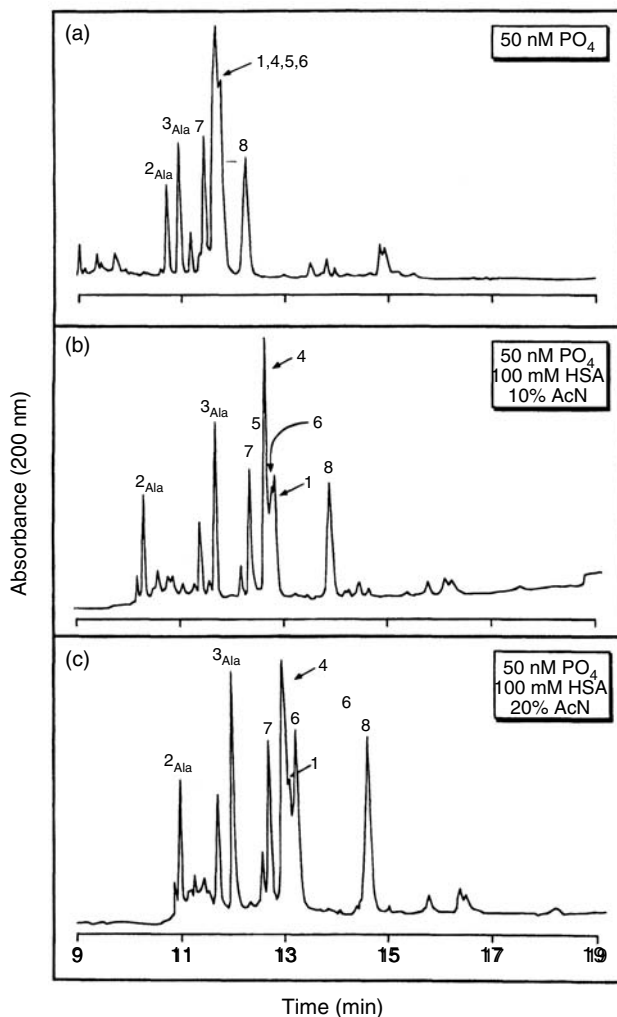 (a)
50 nM PO4
1,4,5,6
3Ala
7
2Ala
8
(b)
50 nM PO4
100 mM HSA
10% AcN
4
3Ala
5
6
7
2Ala
1
8
(c)
50 nM PO4
100 mM HSA
20% AcN
3Ala
4
6
6
7
8
2Ala
1
9
11
13
15
17
19
Absorbance (200 nm)
Time (min)